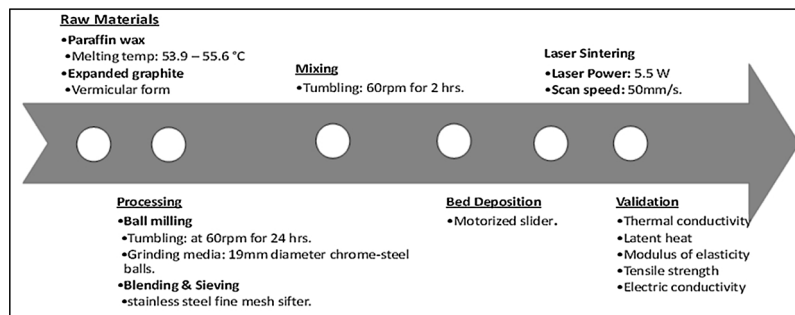 Raw Materials
•Paraffin wax
•Melting temp: 53.9 – 55.6 °C
•Expanded graphite
•Vermicular form
Processing
•Ball milling
•Tumbling: at 60rpm for 24 hrs.
•Grinding media: 19mm diameter chrome-steel
balls.
•Blending & Sieving
•stainless steel fine mesh sifter.
Mixing
•Tumbling: 60rpm for 2 hrs.
Bed Deposition
•Motorized slider.
Laser Sintering
•Laser Power: 5.5 W
•Scan speed: 50mm/s.
Validation
•Thermal conductivity
•Latent heat
•Modulus of elasticity
•Tensile strength
•Electric conductivity